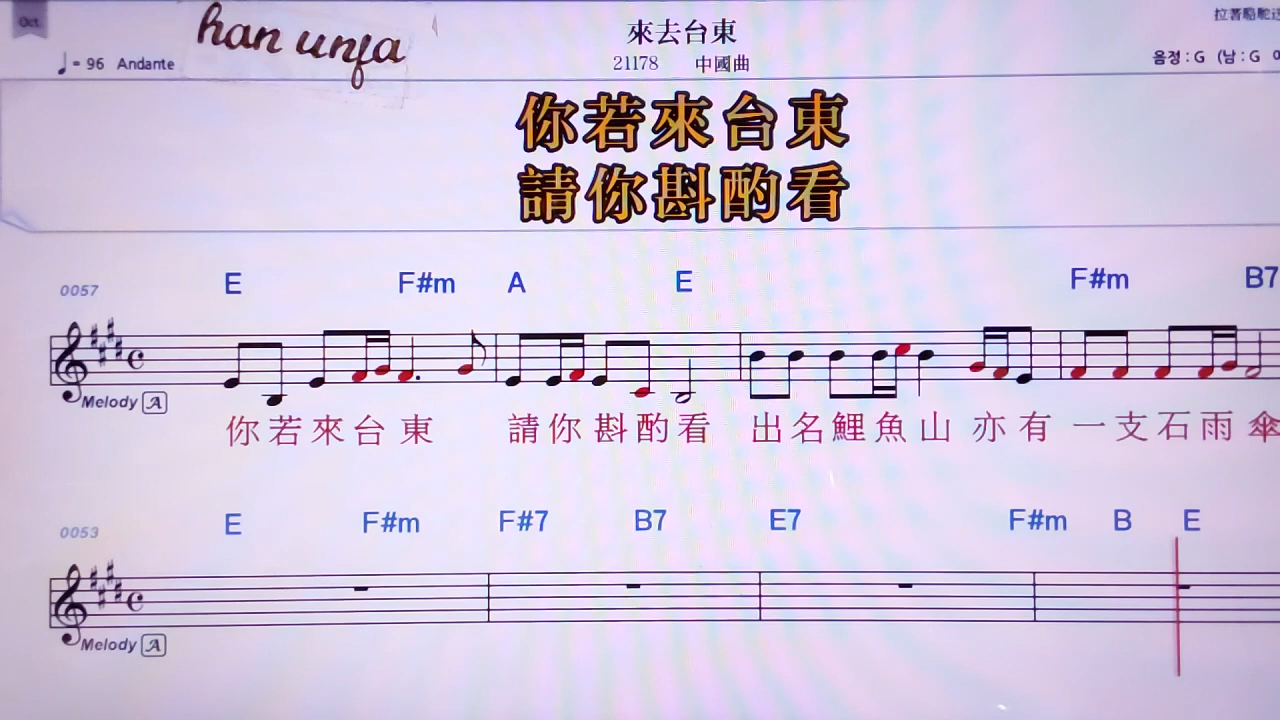 Oct
han unfa
來去台東
♩= 96 Andante
21178 中國曲
拉著駱駝
음정 : G (남 : G
你若來台東
請你斟酌看
E F#m A E F#m B7
0057
Melody A
你若來台東 請你斟酌看 出名鯉魚山 亦有 一支石雨傘
E F#m F#7 B7 E7 F#m B E
0053
Melody A